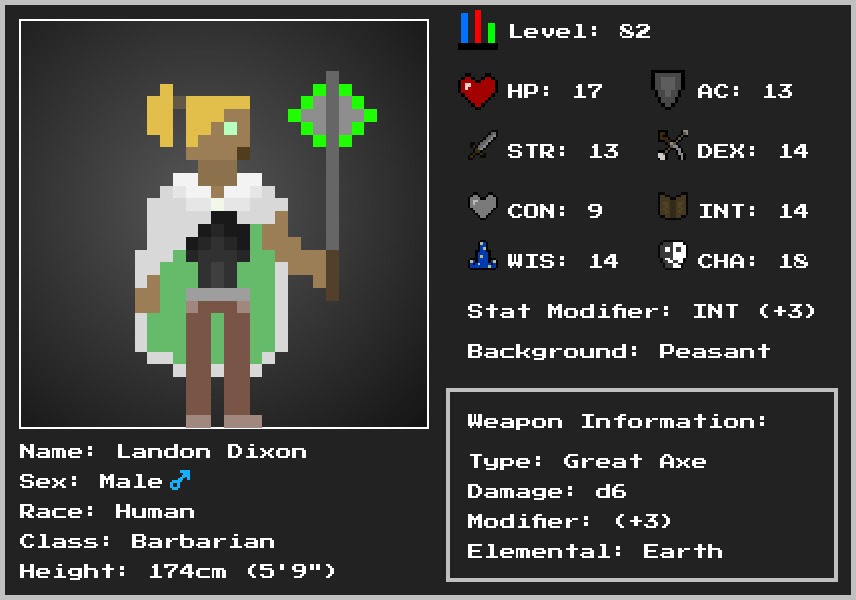 Level: 82
HP: 17
AC: 13
STR: 13
DEX: 14
CON: 9
INT: 14
WIS: 14
CHA: 18
Stat Modifier: INT (+3)
Background: Peasant
Weapon Information:
Type: Great Axe
Damage: d6
Modifier: (+3)
Elemental: Earth
Name: Landon Dixon
Sex: Male ♂
Race: Human
Class: Barbarian
Height: 174cm (5'9")